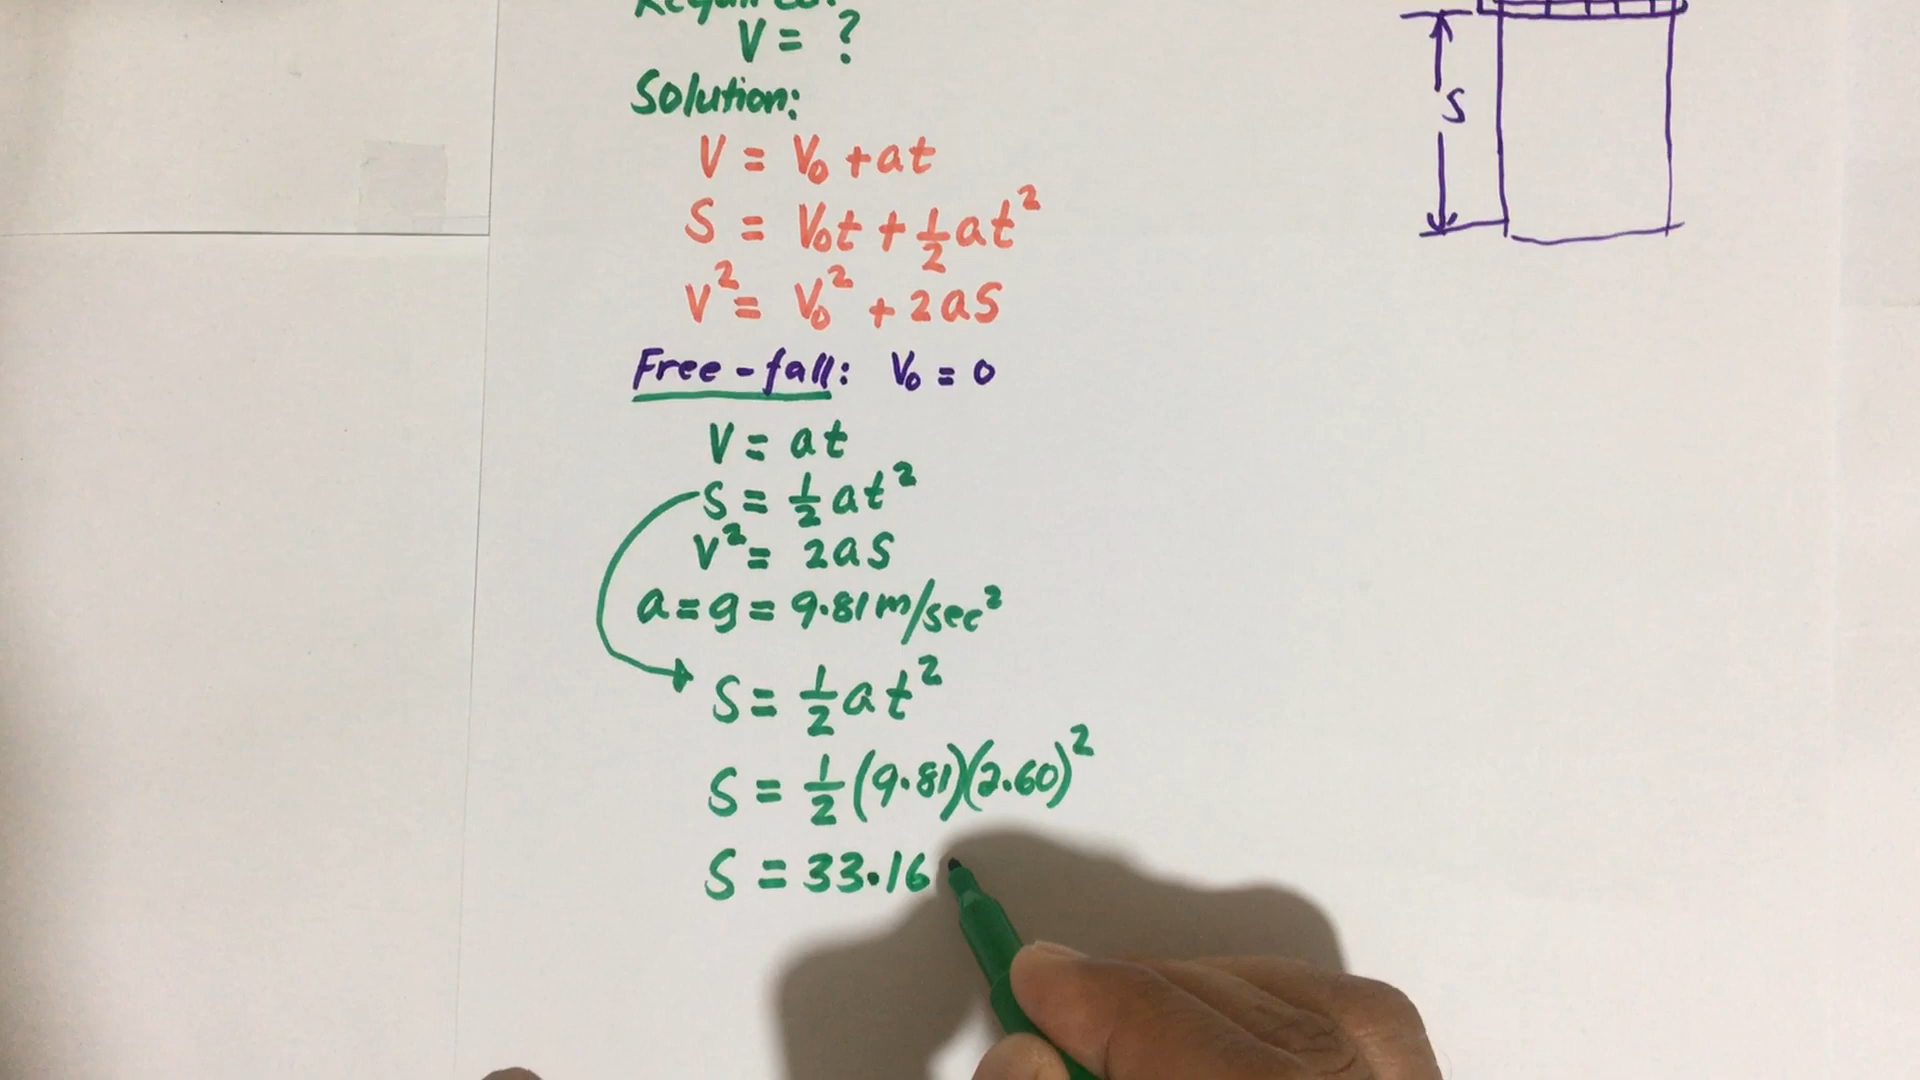 Required:
V = ?
Solution:
V = V₀ + at
S = V₀t + ½at²
V² = V₀² + 2aS
Free-fall: V₀ = 0
V = at
S = ½at²
V² = 2aS
a = g = 9.81 m/sec²
S = ½at²
S = ½(9.81)(2.60)²
S = 33.16
S